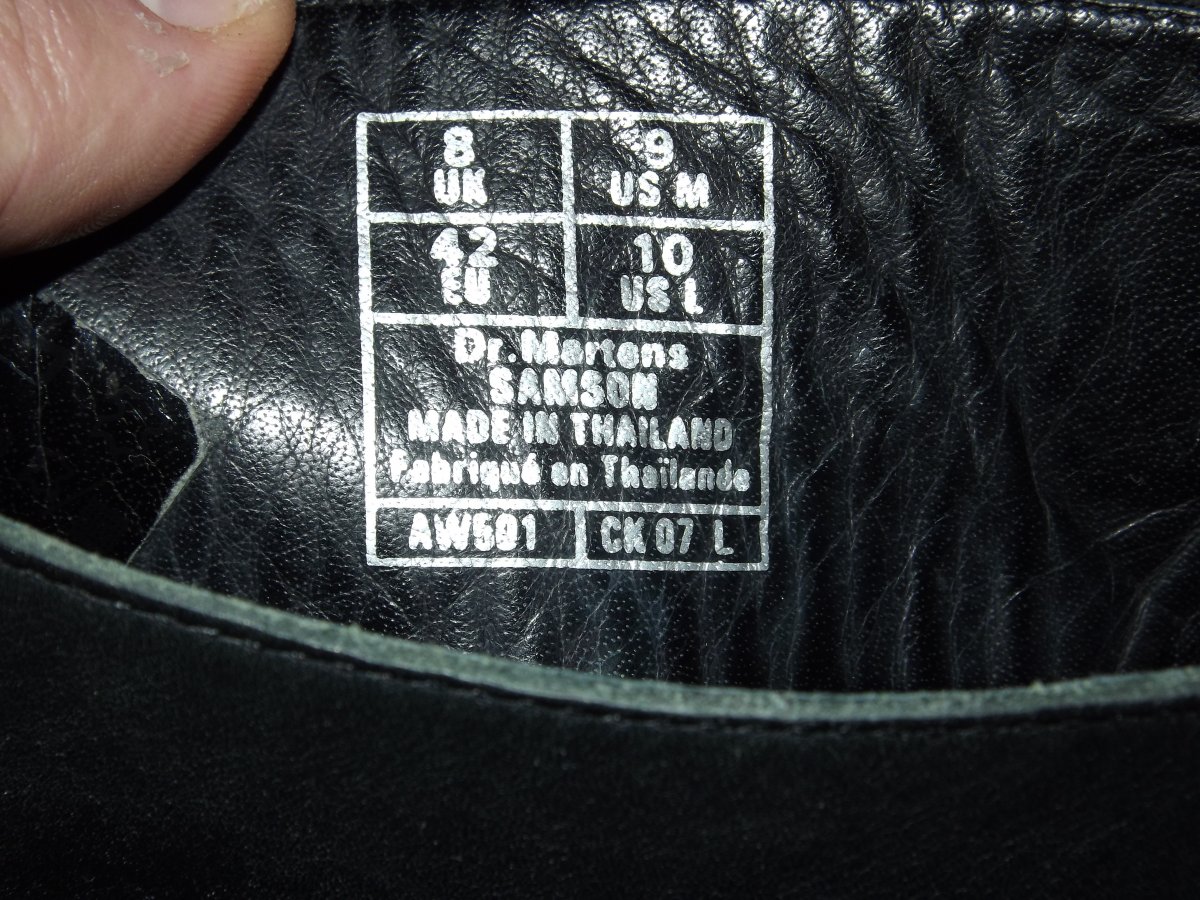 8
UK
9
US M
42
EU
10
US L
Dr.Martens
SAMSON
MADE IN THAILAND
Fabriqué en Thaïlande
AW501
CK 07 L